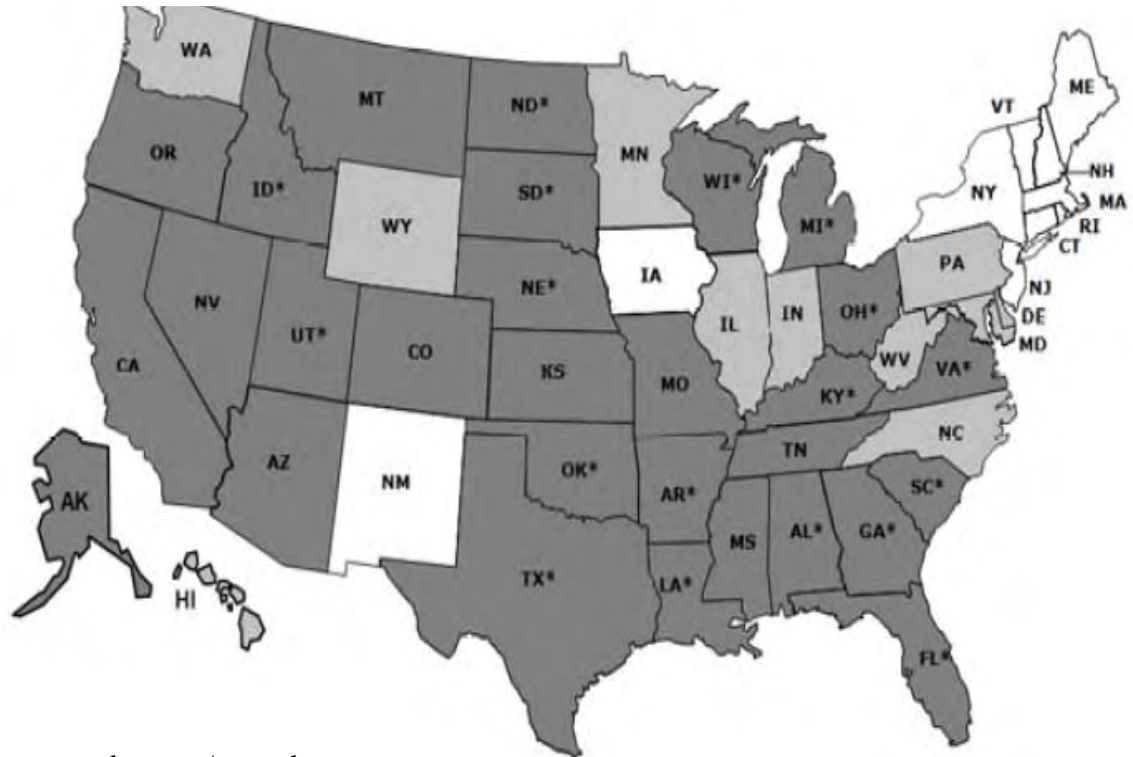 WA
MT
ND*
MN
ME
VT
OR
ID*
SD*
WI*
NH
NY
MA
WY
MI*
RI
CT
PA
IA
NE*
NJ
NV
UT*
CO
IL
IN
OH*
DE
MD
CA
KS
MO
WV
VA*
KY*
NC
TN
AZ
NM
OK*
AR*
SC*
AK
MS
AL*
GA*
TX*
LA*
HI
FL*